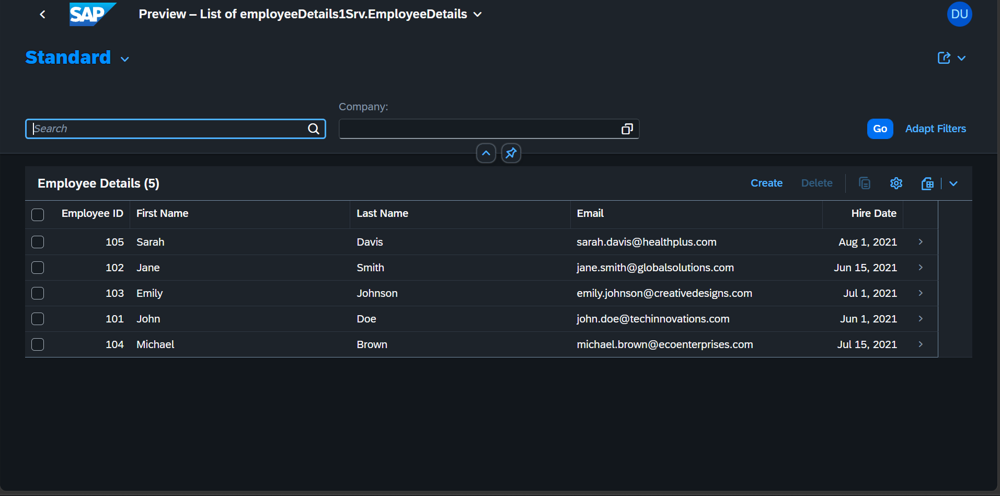 SAP Preview – List of employeeDetails1Srv.EmployeeDetails DU
Standard
Company:
Search Go Adapt Filters
Employee Details (5) Create Delete
Employee ID First Name Last Name Email Hire Date
105 Sarah Davis sarah.davis@healthplus.com Aug 1, 2021
102 Jane Smith jane.smith@globalsolutions.com Jun 15, 2021
103 Emily Johnson emily.johnson@creativedesigns.com Jul 1, 2021
101 John Doe john.doe@techinnovations.com Jun 1, 2021
104 Michael Brown michael.brown@ecoenterprises.com Jul 15, 2021